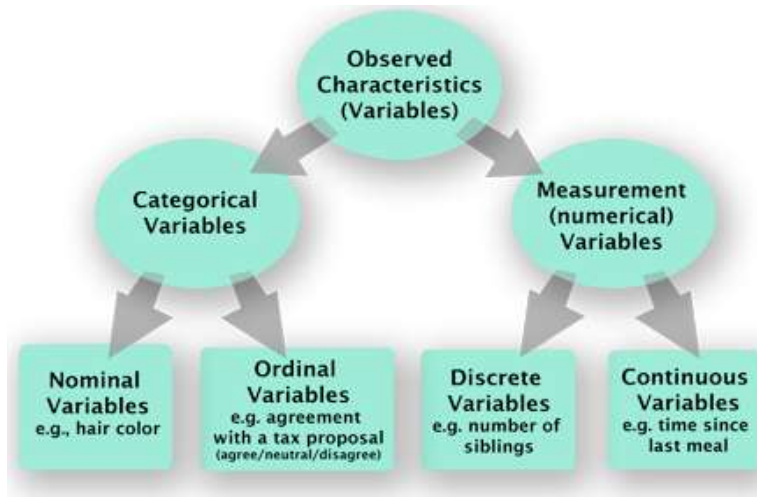 Observed
Characteristics
(Variables)
Categorical
Variables
Measurement
(numerical)
Variables
Nominal
Variables
e.g., hair color
Ordinal
Variables
e.g. agreement
with a tax proposal
(agree/neutral/disagree)
Discrete
Variables
e.g. number of
siblings
Continuous
Variables
e.g. time since
last meal